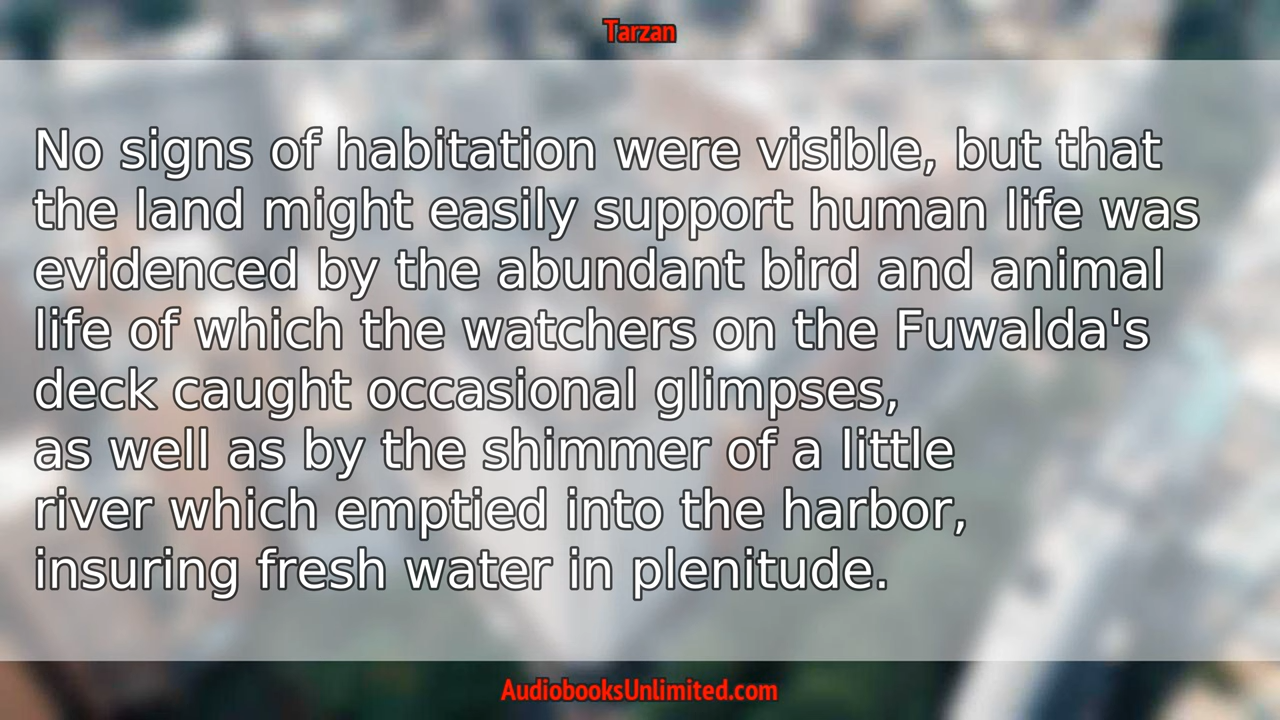 Tarzan
No signs of habitation were visible, but that
the land might easily support human life was
evidenced by the abundant bird and animal
life of which the watchers on the Fuwalda's
deck caught occasional glimpses,
as well as by the shimmer of a little
river which emptied into the harbor,
insuring fresh water in plenitude.
AudiobooksUnlimited.com